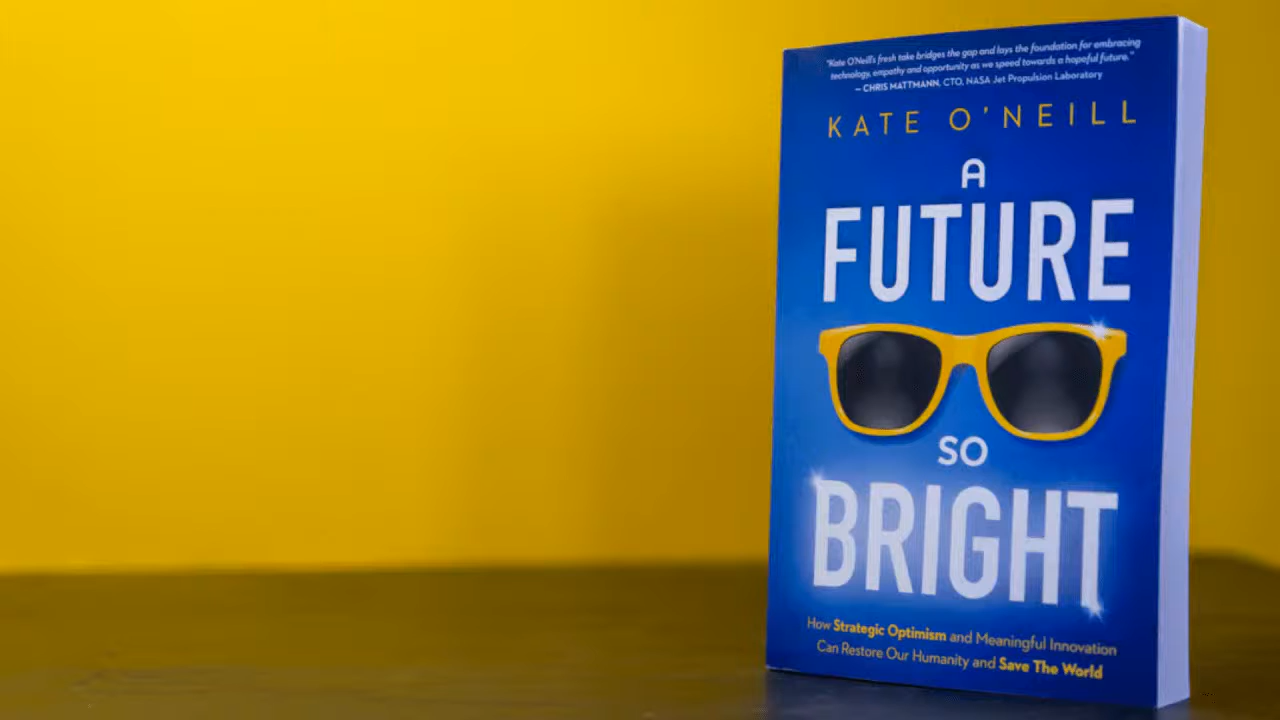 "Kate O'Neill's fresh take bridges the gap and lays the foundation for embracing
technology, empathy and opportunity as we speed towards a hopeful future."
— CHRIS MATTMANN, CTO, NASA Jet Propulsion Laboratory
KATE O'NEILL
A
FUTURE
SO
BRIGHT
How Strategic Optimism and Meaningful Innovation
Can Restore Our Humanity and Save The World